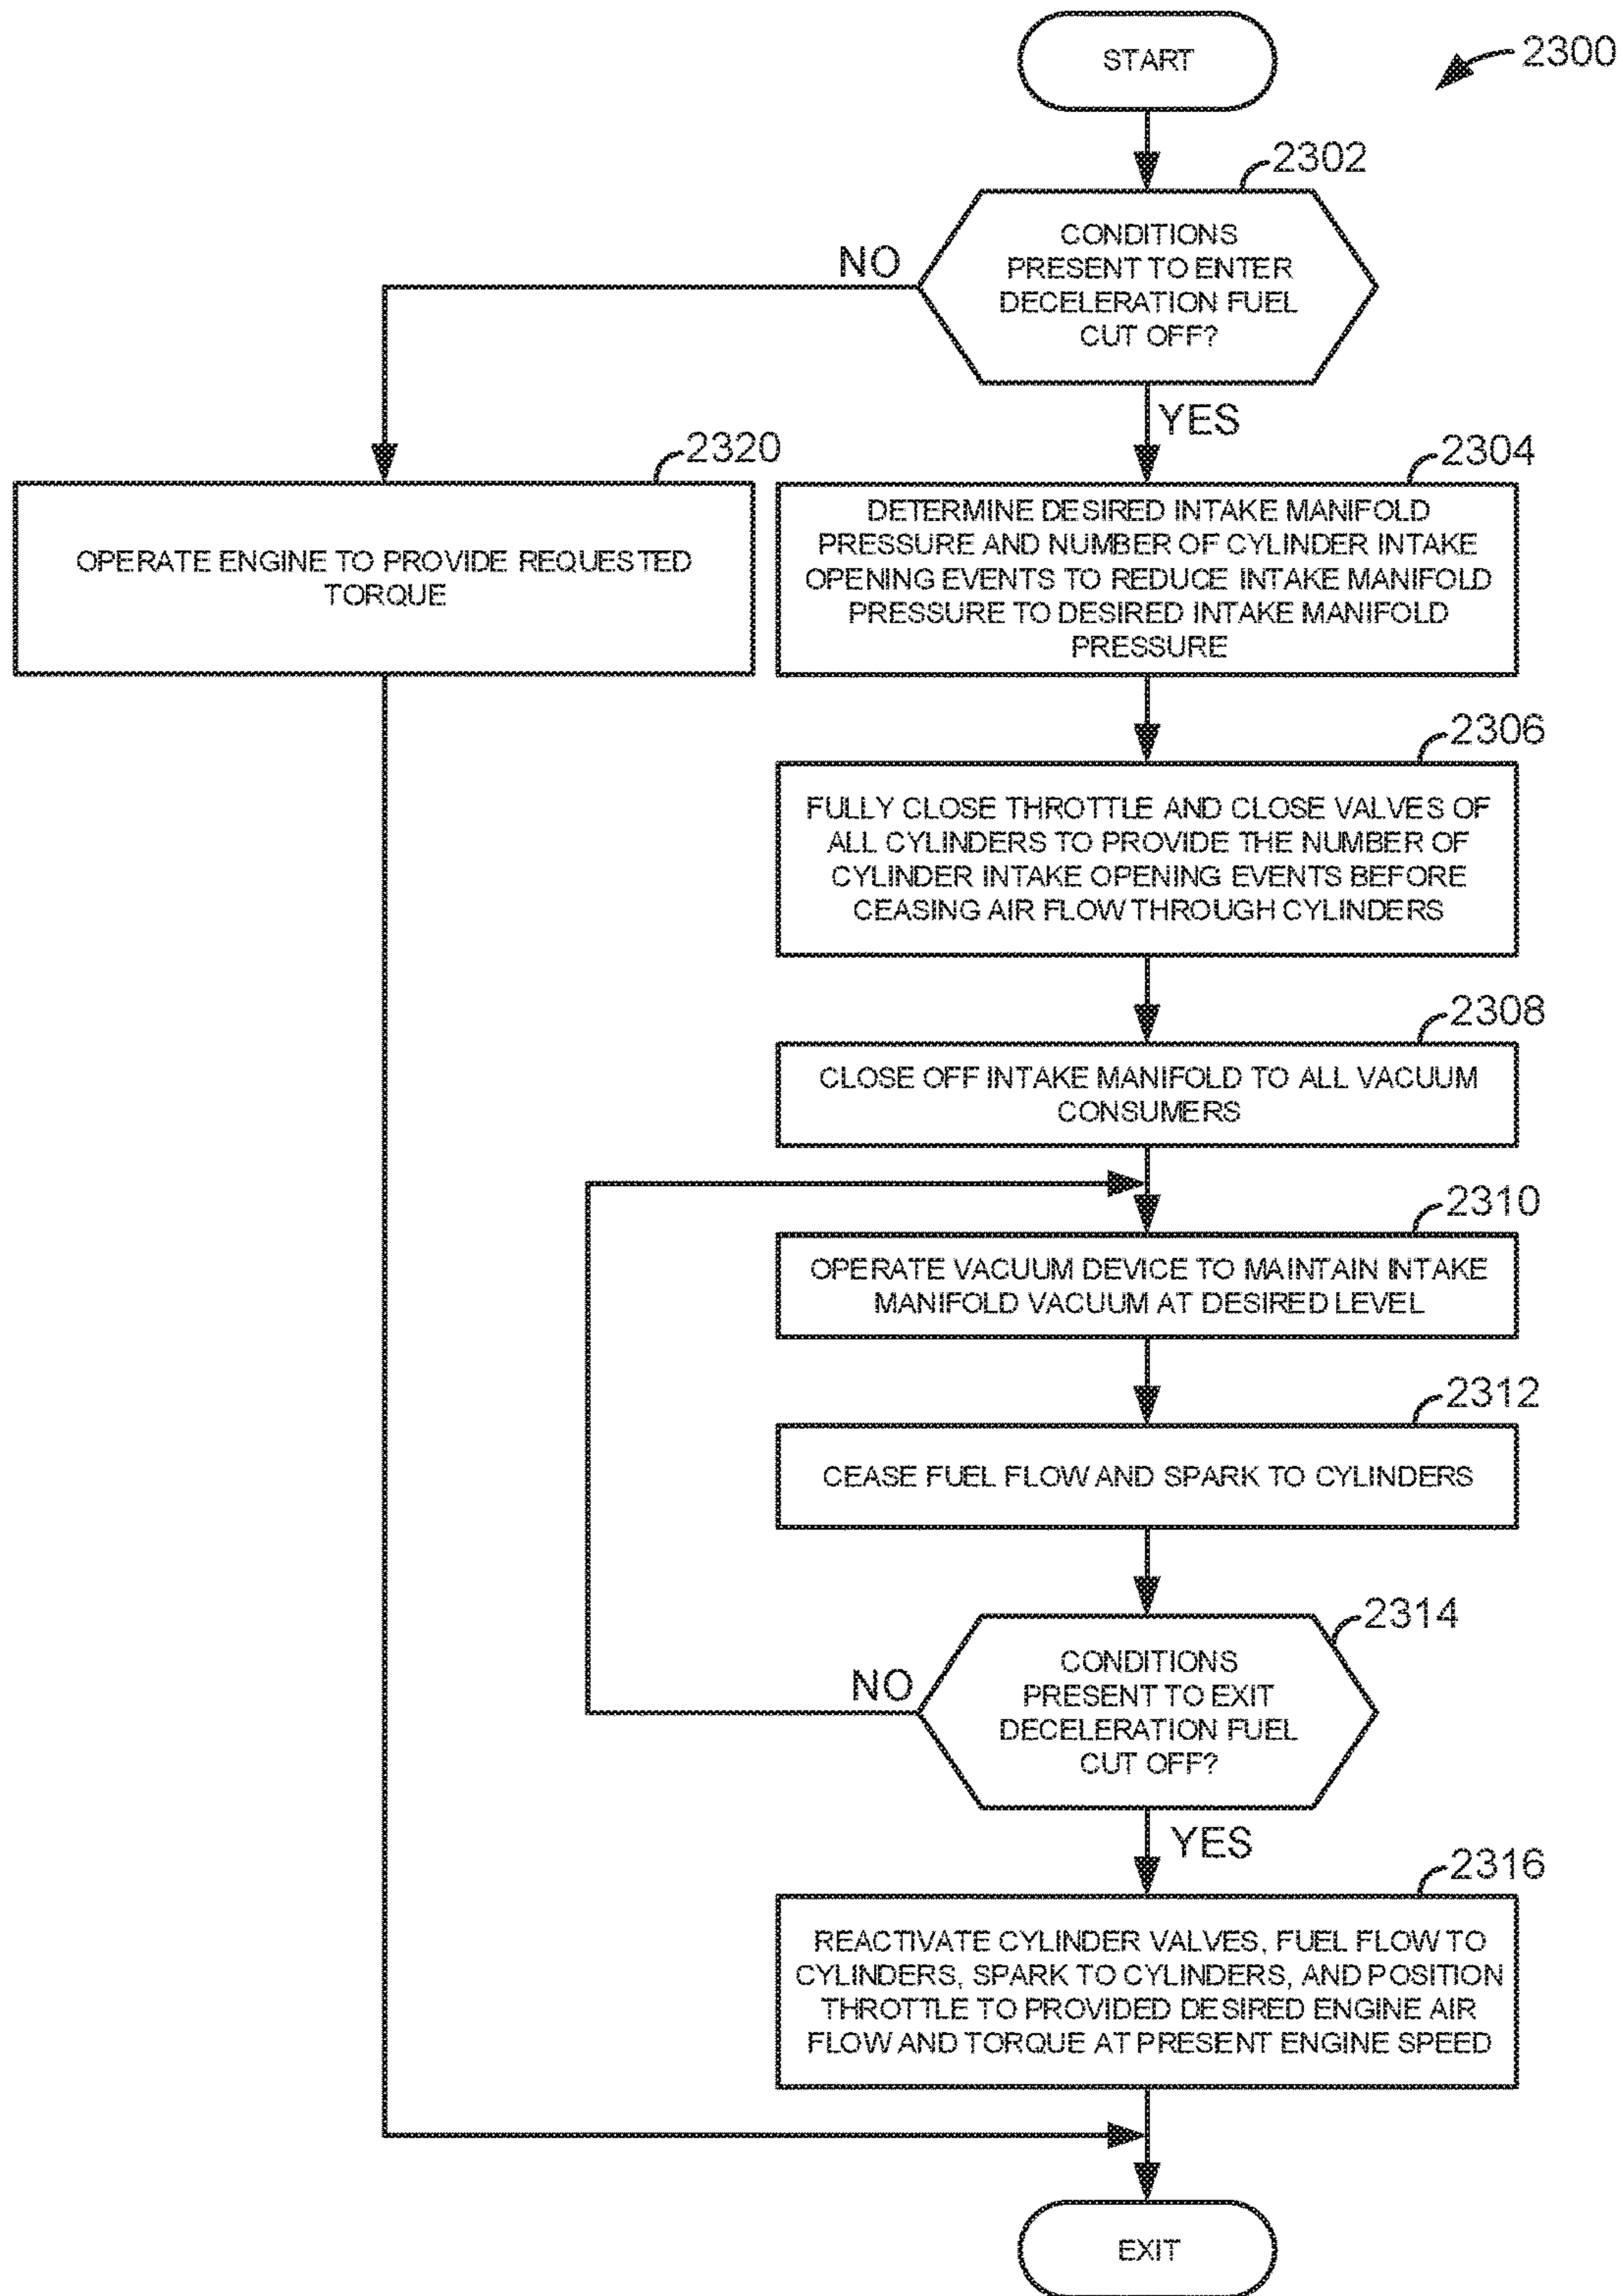 START
2300
2302
CONDITIONS
PRESENT TO ENTER
DECELERATION FUEL
CUT OFF?
NO
YES
2320
OPERATE ENGINE TO PROVIDE REQUESTED
TORQUE
2304
DETERMINE DESIRED INTAKE MANIFOLD
PRESSURE AND NUMBER OF CYLINDER INTAKE
OPENING EVENTS TO REDUCE INTAKE MANIFOLD
PRESSURE TO DESIRED INTAKE MANIFOLD
PRESSURE
2306
FULLY CLOSE THROTTLE AND CLOSE VALVES OF
ALL CYLINDERS TO PROVIDE THE NUMBER OF
CYLINDER INTAKE OPENING EVENTS BEFORE
CEASING AIR FLOW THROUGH CYLINDERS
2308
CLOSE OFF INTAKE MANIFOLD TO ALL VACUUM
CONSUMERS
2310
OPERATE VACUUM DEVICE TO MAINTAIN INTAKE
MANIFOLD VACUUM AT DESIRED LEVEL
2312
CEASE FUEL FLOW AND SPARK TO CYLINDERS
2314
CONDITIONS
PRESENT TO EXIT
DECELERATION FUEL
CUT OFF?
NO
YES
2316
REACTIVATE CYLINDER VALVES, FUEL FLOW TO
CYLINDERS, SPARK TO CYLINDERS, AND POSITION
THROTTLE TO PROVIDED DESIRED ENGINE AIR
FLOW AND TORQUE AT PRESENT ENGINE SPEED
EXIT